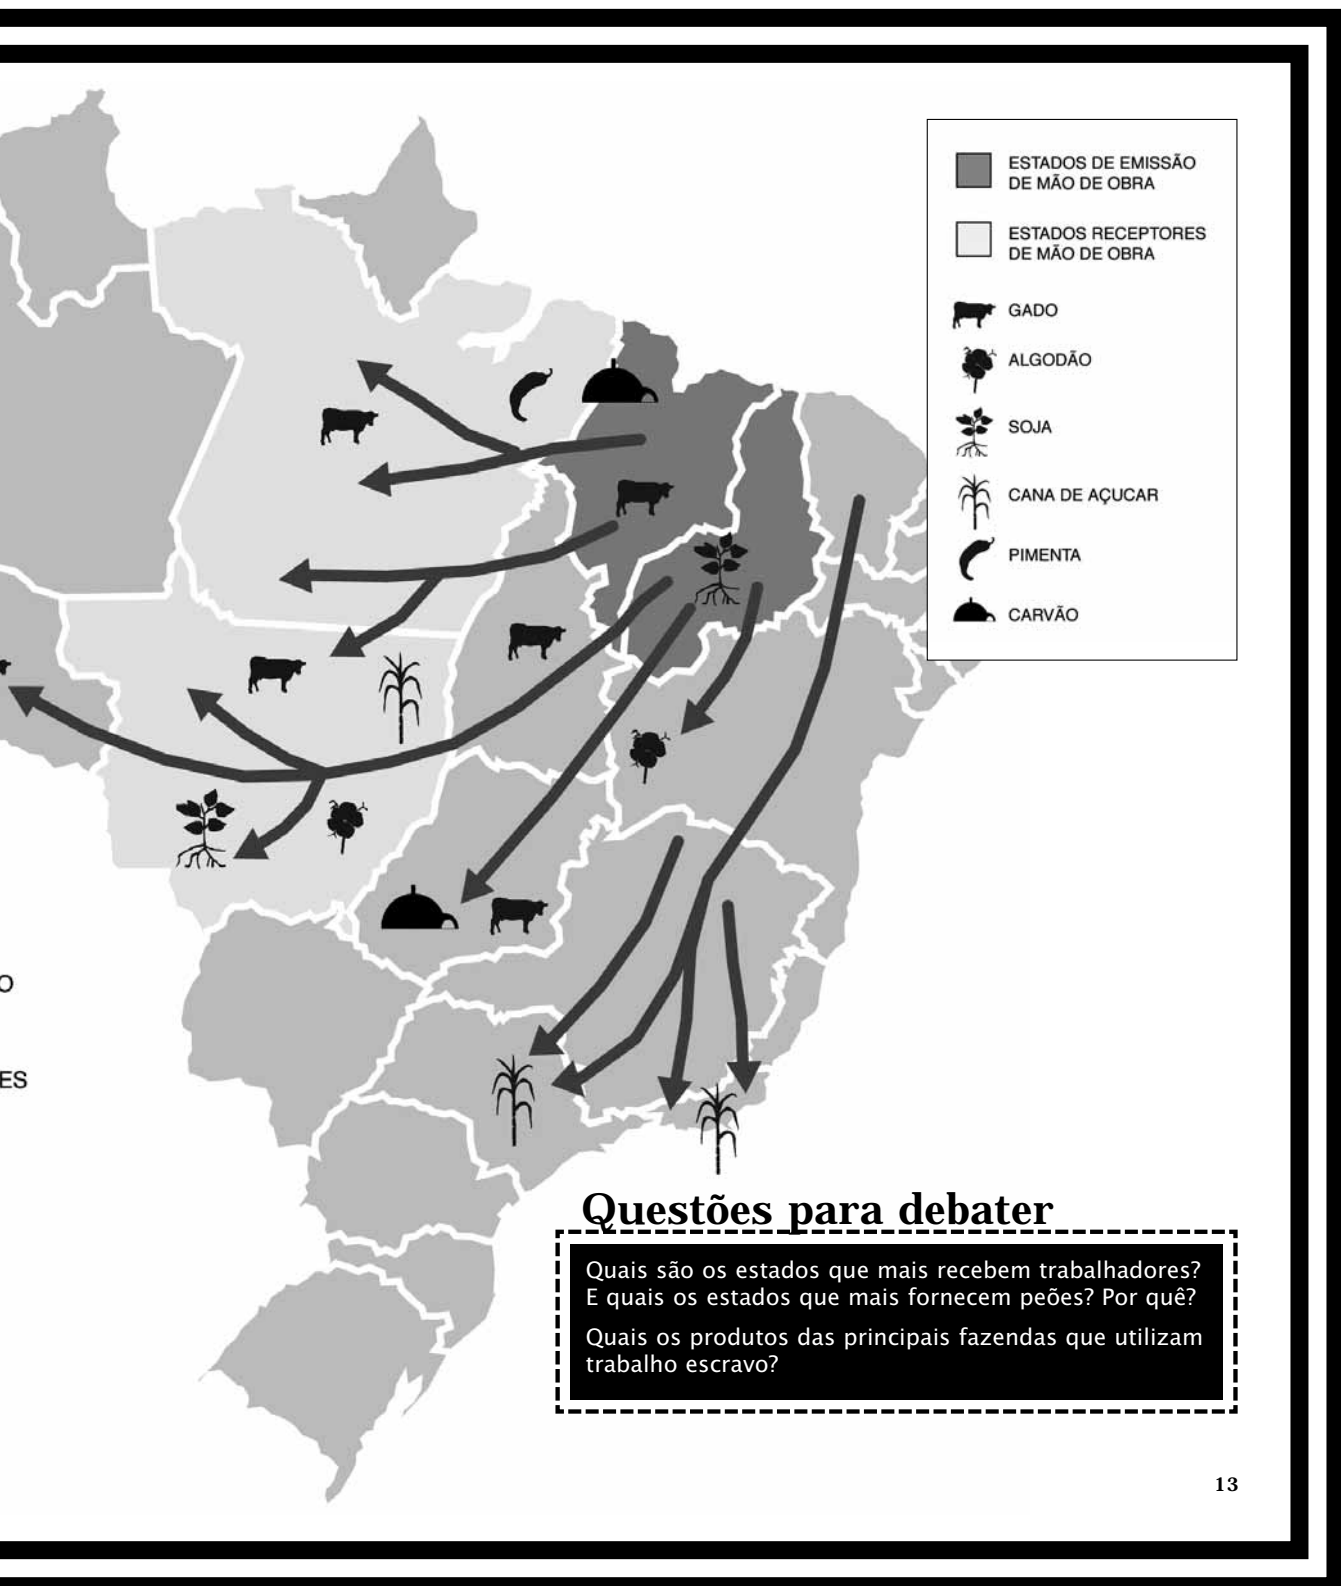 ESTADOS DE EMISSÃO
DE MÃO DE OBRA
ESTADOS RECEPTORES
DE MÃO DE OBRA
GADO
ALGODÃO
SOJA
CANA DE AÇUCAR
PIMENTA
CARVÃO
O
ES
Questões para debater
Quais são os estados que mais recebem trabalhadores?
E quais os estados que mais fornecem peões? Por quê?
Quais os produtos das principais fazendas que utilizam
trabalho escravo?
13